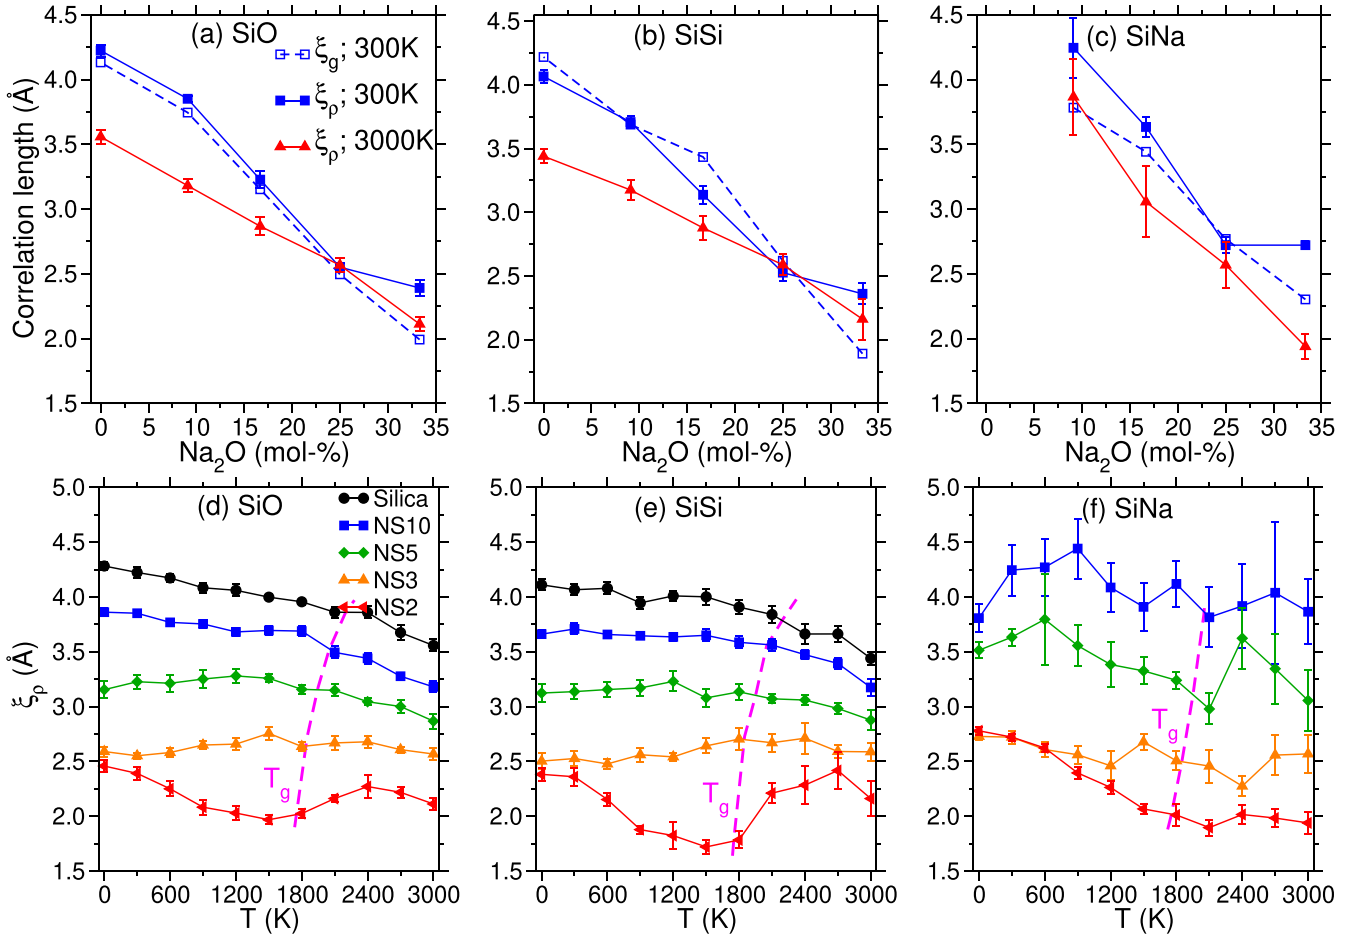 (a) SiO
ξg; 300K
ξρ; 300K
ξρ; 3000K
Correlation length (Å)
4.5
4.0
3.5
3.0
2.5
2.0
1.5
0 5 10 15 20 25 30 35
Na2O (mol-%)
(b) SiSi
4.5
4.0
3.5
3.0
2.5
2.0
1.5
0 5 10 15 20 25 30 35
Na2O (mol-%)
(c) SiNa
4.5
4.0
3.5
3.0
2.5
2.0
1.5
0 5 10 15 20 25 30 35
Na2O (mol-%)
(d) SiO
Silica
NS10
NS5
NS3
NS2
Tg
ξρ (Å)
5.0
4.5
4.0
3.5
3.0
2.5
2.0
1.5
0 600 1200 1800 2400 3000
T (K)
(e) SiSi
Tg
5.0
4.5
4.0
3.5
3.0
2.5
2.0
1.5
0 600 1200 1800 2400 3000
T (K)
(f) SiNa
Tg
5.0
4.5
4.0
3.5
3.0
2.5
2.0
1.5
0 600 1200 1800 2400 3000
T (K)